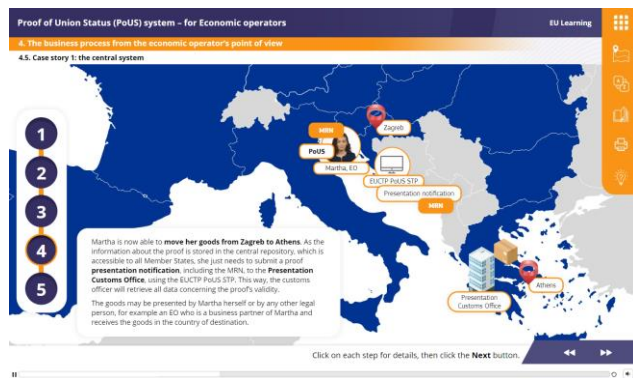 Proof of Union Status (PoUS) system – for Economic operators
EU Learning
4. The business process from the economic operator's point of view
4.5. Case story 1: the central system
1
2
3
4
5
MRN
Zagreb
PoUS
Martha, EO
EUCTP PoUS STP
Presentation notification
MRN
Martha is now able to move her goods from Zagreb to Athens. As the
information about the proof is stored in the central repository, which is
accessible to all Member States, she just needs to submit a proof
presentation notification, including the MRN, to the Presentation
Customs Office, using the EUCTP PoUS STP. This way, the customs
officer will retrieve all data concerning the proof's validity.
The goods may be presented by Martha herself or by any other legal
person, for example an EO who is a business partner of Martha and
receives the goods in the country of destination.
Athens
Presentation
Customs Office
Click on each step for details, then click the Next button.